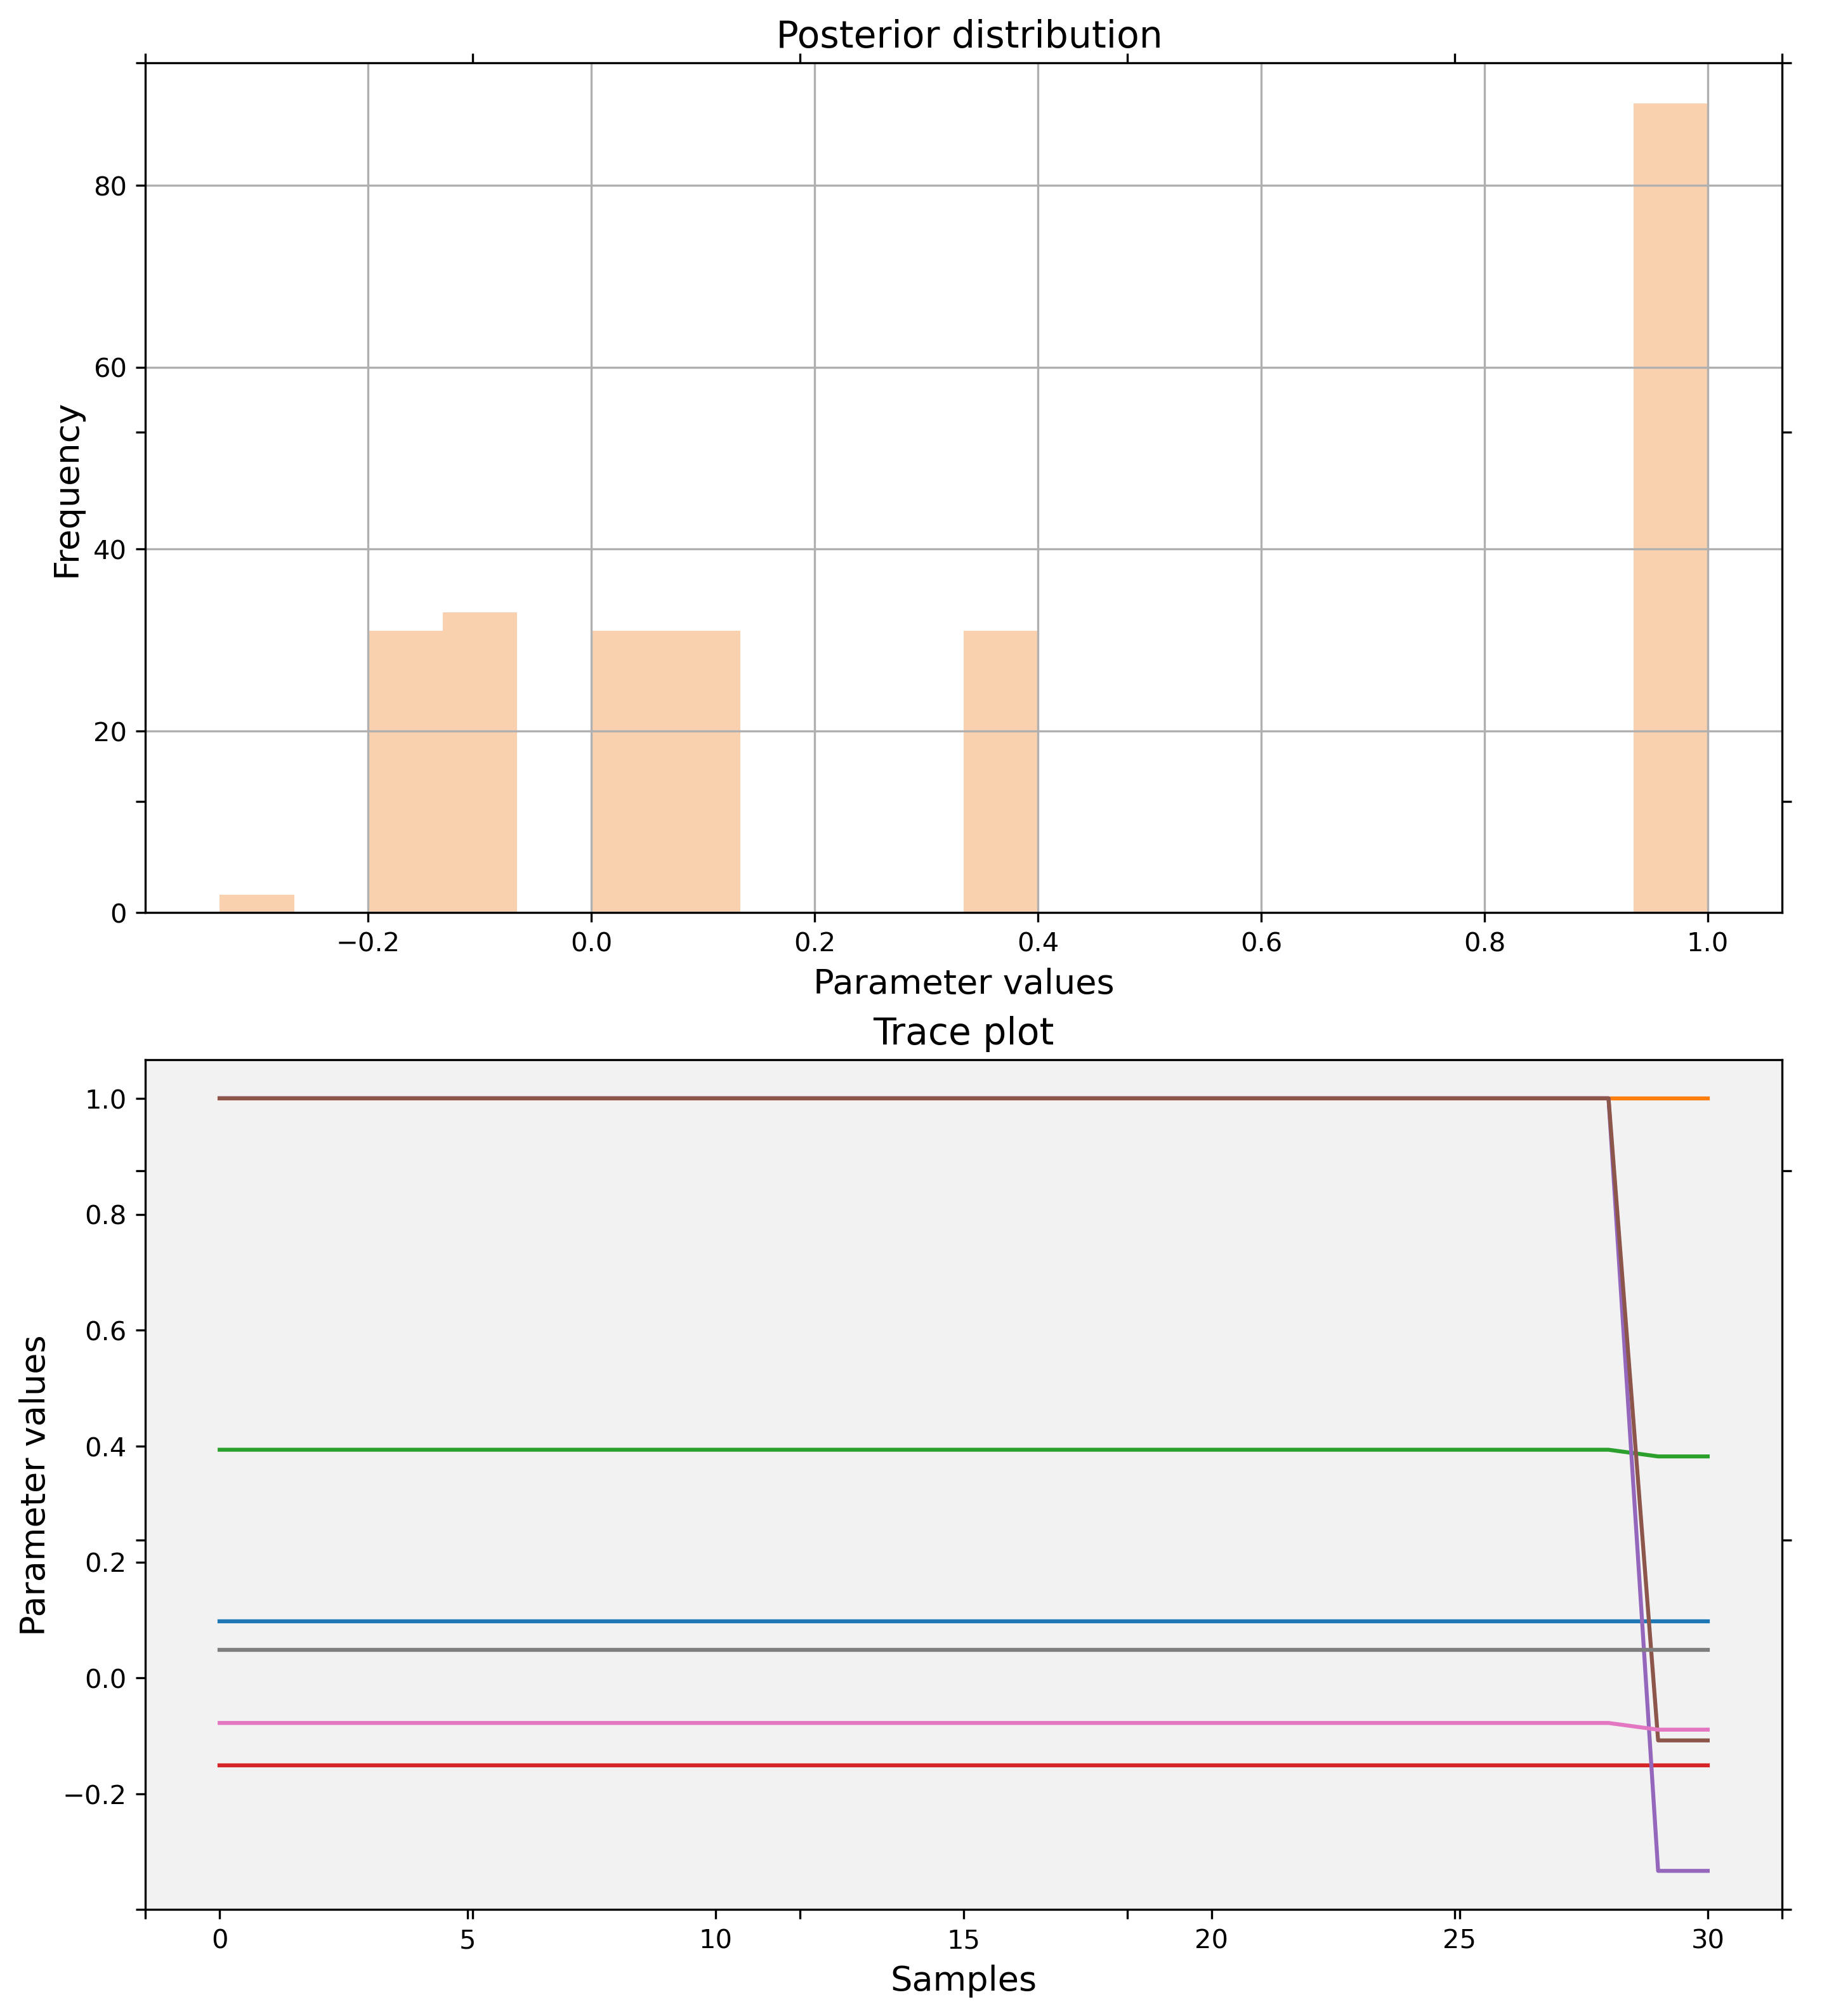 Posterior distribution
80
60
40
20
0
Frequency
−0.2 0.0 0.2 0.4 0.6 0.8 1.0
Parameter values
Trace plot
1.0
0.8
0.6
0.4
0.2
0.0
−0.2
Parameter values
0 5 10 15 20 25 30
Samples